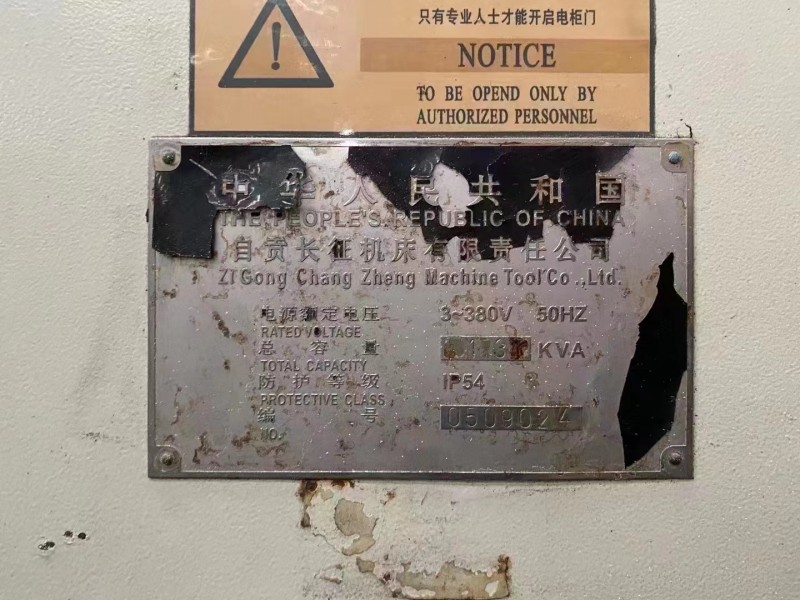 只有专业人士才能开启电柜门
NOTICE
TO BE OPEND ONLY BY
AUTHORIZED PERSONNEL
中华人民共和国
THE PEOPLE'S REPUBLIC OF CHINA
自贡长征机床有限责任公司
ZiGong Chang Zheng Machine Tool Co .,Ltd.
电源额定电压 3~380V 50HZ
RATED VOLTAGE
总容量 KVA
TOTAL CAPACITY
防护等级 IP54
PROTECTIVE CLASS
编号 0509024
NO.